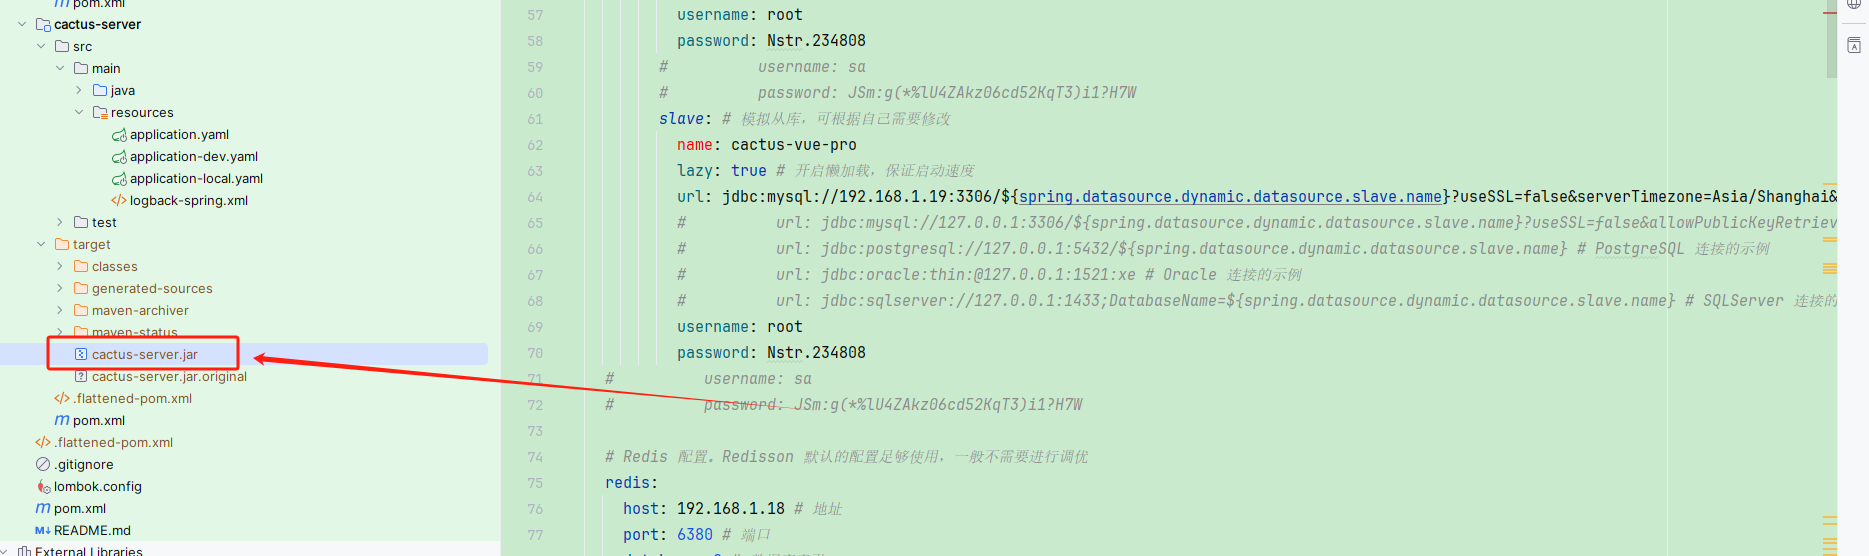 pom.xml
cactus-server
src
main
java
resources
application.yaml
application-dev.yaml
application-local.yaml
logback-spring.xml
test
target
classes
generated-sources
maven-archiver
maven-status
cactus-server.jar
cactus-server.jar.original
.flattened-pom.xml
pom.xml
.flattened-pom.xml
.gitignore
lombok.config
pom.xml
README.md
External Libraries
57 username: root
58 password: Nstr.234808
59 # username: sa
60 # password: JSm:g(*%lU4ZAkz06cd52KqT3)i1?H7W
61 slave: # 模拟从库，可根据自己需要修改
62 name: cactus-vue-pro
63 lazy: true # 开启懒加载，保证启动速度
64 url: jdbc:mysql://192.168.1.19:3306/${spring.datasource.dynamic.datasource.slave.name}?useSSL=false&serverTimezone=Asia/Shanghai&
65 # url: jdbc:mysql://127.0.0.1:3306/${spring.datasource.dynamic.datasource.slave.name}?useSSL=false&allowPublicKeyRetriev
66 # url: jdbc:postgresql://127.0.0.1:5432/${spring.datasource.dynamic.datasource.slave.name} # PostgreSQL 连接的示例
67 # url: jdbc:oracle:thin:@127.0.0.1:1521:xe # Oracle 连接的示例
68 # url: jdbc:sqlserver://127.0.0.1:1433;DatabaseName=${spring.datasource.dynamic.datasource.slave.name} # SQLServer 连接的
69 username: root
70 password: Nstr.234808
71 # username: sa
72 # password: JSm:g(*%lU4ZAkz06cd52KqT3)i1?H7W
73
74 # Redis 配置。Redisson 默认的配置足够使用，一般不需要进行调优
75 redis:
76 host: 192.168.1.18 # 地址
77 port: 6380 # 端口